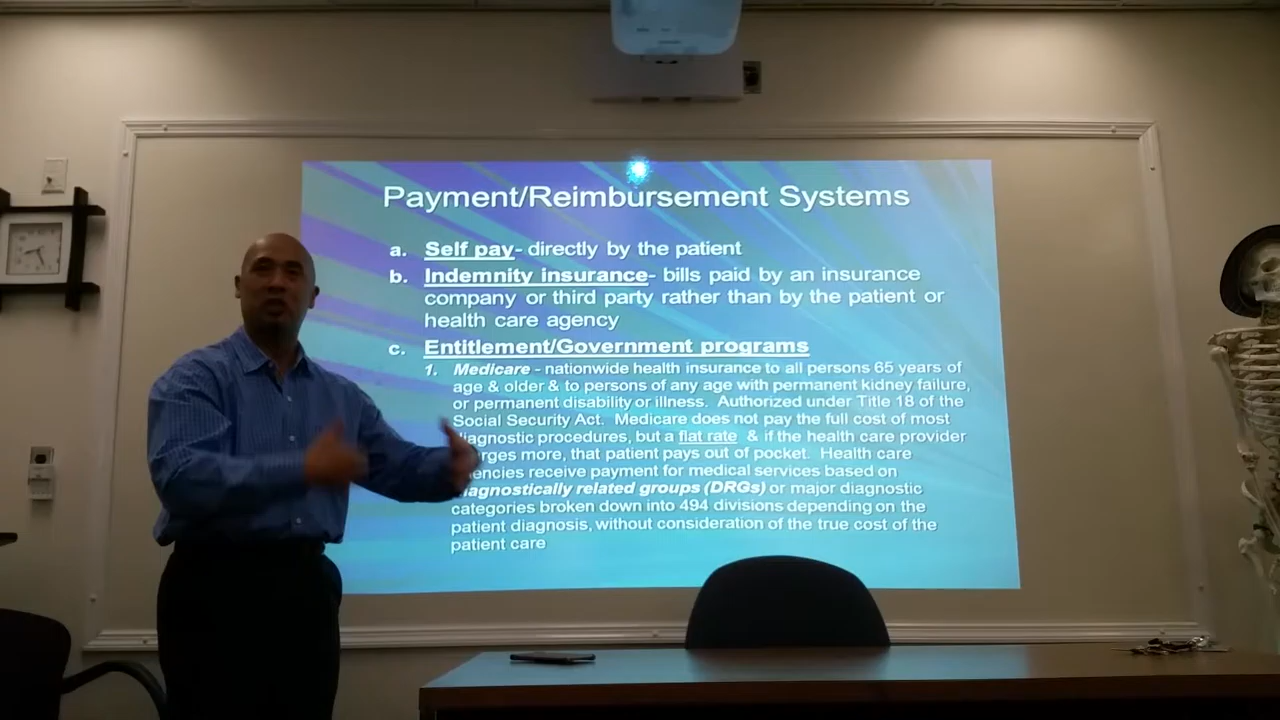 Payment/Reimbursement Systems
a. Self pay- directly by the patient
b. Indemnity insurance- bills paid by an insurance
company or third party rather than by the patient or
health care agency
c. Entitlement/Government programs
1. Medicare - nationwide health insurance to all persons 65 years of
age & older & to persons of any age with permanent kidney failure,
or permanent disability or illness. Authorized under Title 18 of the
Social Security Act. Medicare does not pay the full cost of most
diagnostic procedures, but a flat rate & if the health care provider
arges more, that patient pays out of pocket. Health care
encies receive payment for medical services based on
iagnostically related groups (DRGs) or major diagnostic
categories broken down into 494 divisions depending on the
patient diagnosis, without consideration of the true cost of the
patient care